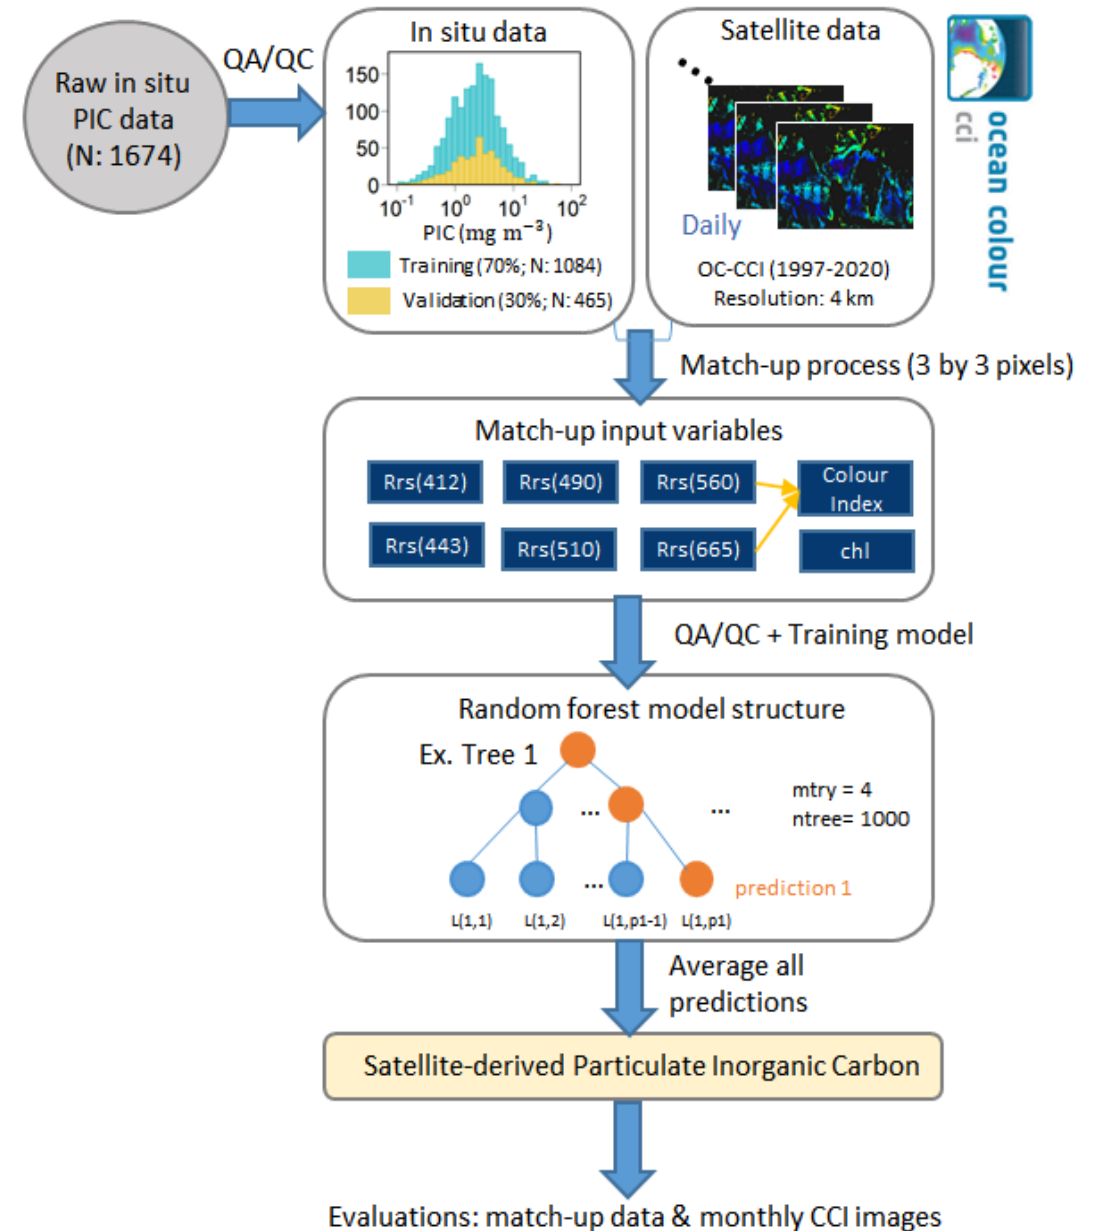 Raw in situ
PIC data
(N: 1674)
QA/QC
In situ data
150
100
50
0
10⁻¹ 10⁰ 10¹ 10²
PIC (mg m⁻³)
Training (70%; N: 1084)
Validation (30%; N: 465)
Satellite data
Daily
OC-CCI (1997-2020)
Resolution: 4 km
ocean colour
cci
Match-up process (3 by 3 pixels)
Match-up input variables
Rrs(412) Rrs(490) Rrs(560) Colour
Index
Rrs(443) Rrs(510) Rrs(665) chl
QA/QC + Training model
Random forest model structure
Ex. Tree 1
... ...
mtry = 4
ntree= 1000
...
prediction 1
L(1,1) L(1,2) L(1,p1-1) L(1,p1)
Average all
predictions
Satellite-derived Particulate Inorganic Carbon
Evaluations: match-up data & monthly CCI images